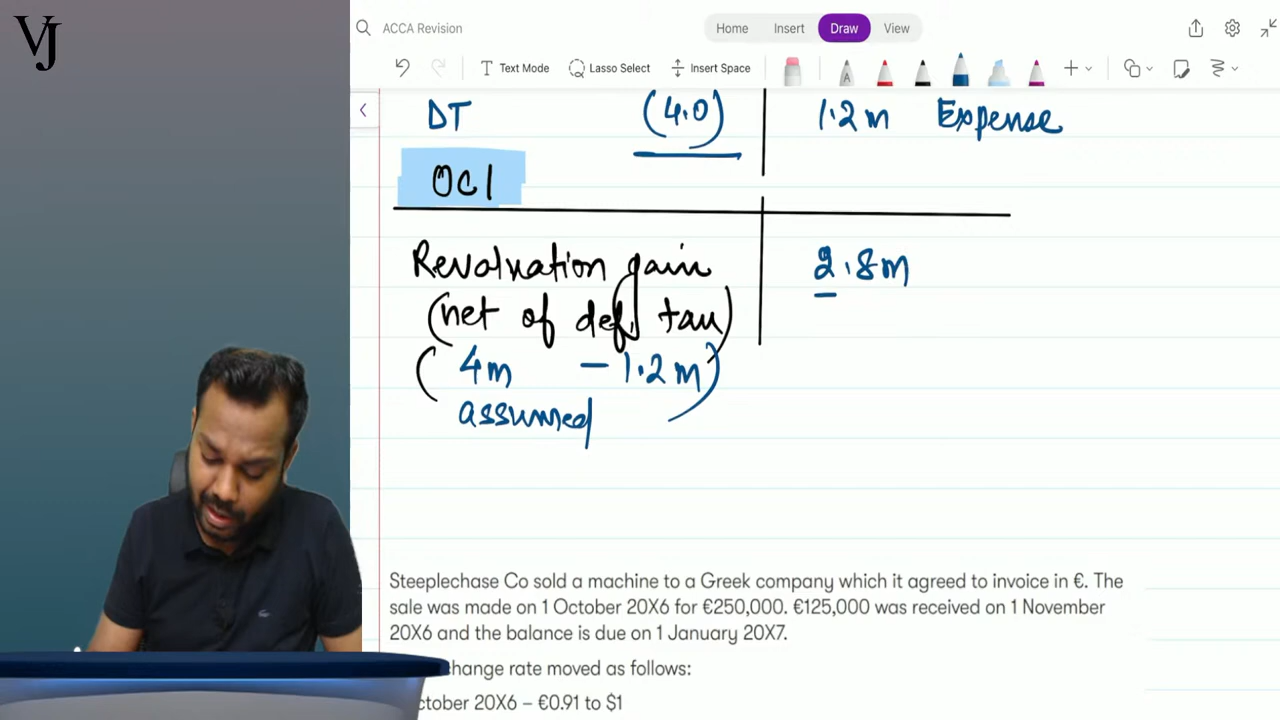 VJ
ACCA Revision
Home Insert Draw View
Text Mode Lasso Select Insert Space
DT (4.0) 1.2m Expense
OCI
Revaluation gain 2.8m
(net of def. tax)
(4m - 1.2m)
assumed
Steeplechase Co sold a machine to a Greek company which it agreed to invoice in €. The
sale was made on 1 October 20X6 for €250,000. €125,000 was received on 1 November
20X6 and the balance is due on 1 January 20X7.
change rate moved as follows:
ctober 20X6 – €0.91 to $1